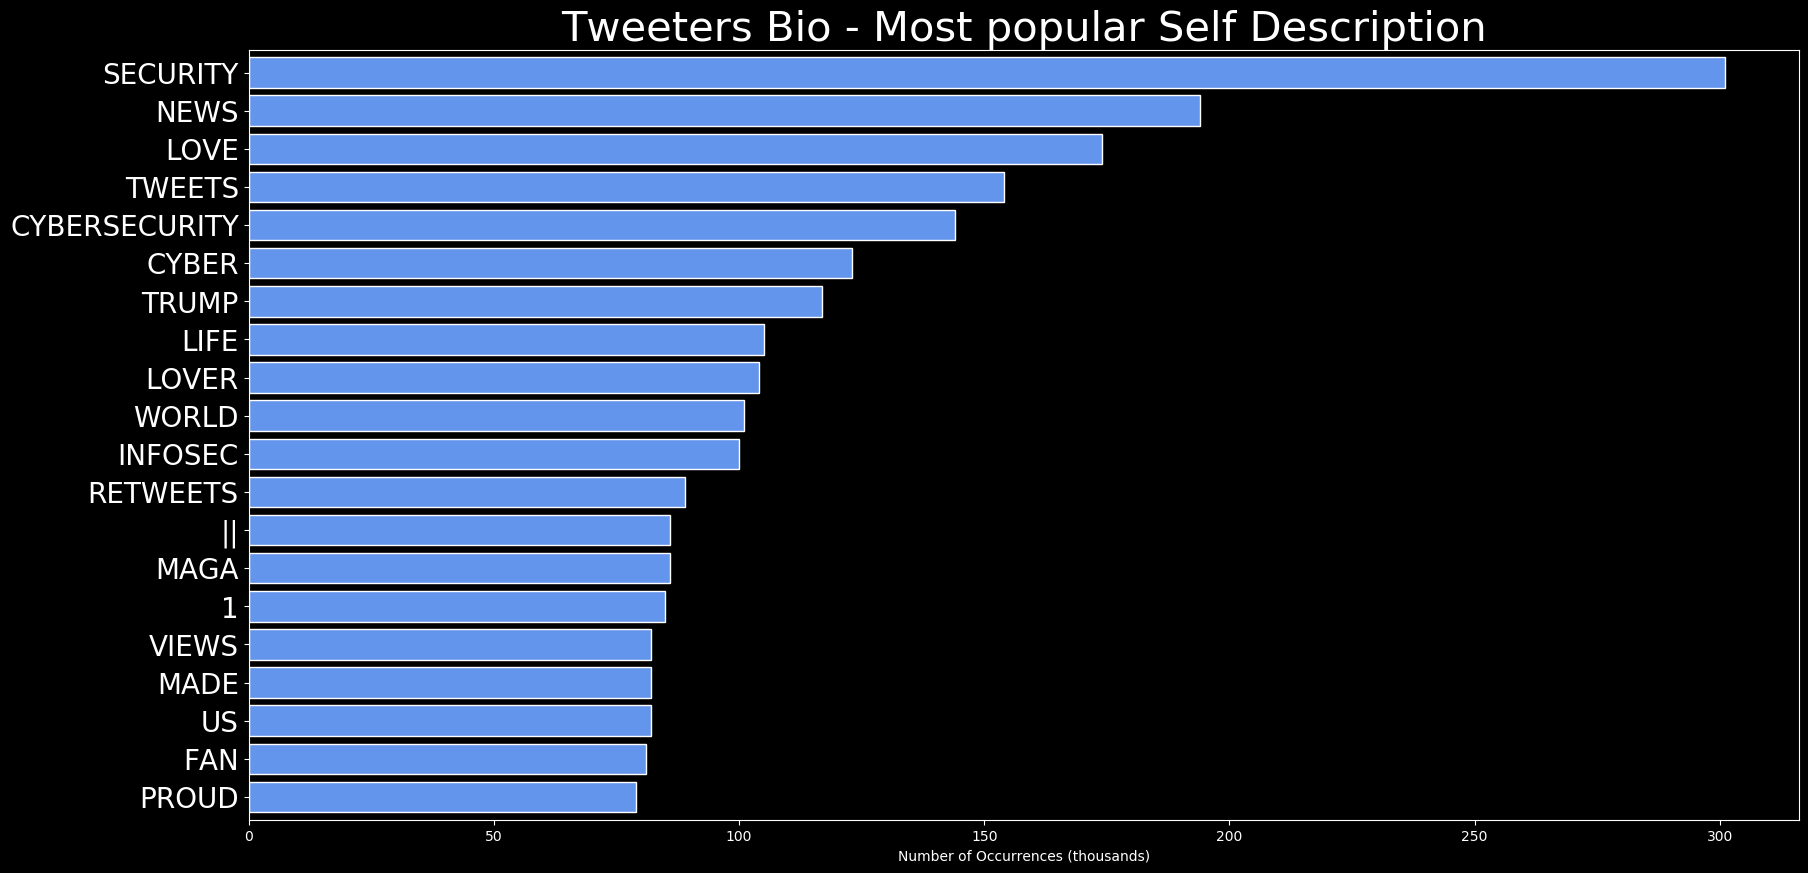 Tweeters Bio - Most popular Self Description
SECURITY
NEWS
LOVE
TWEETS
CYBERSECURITY
CYBER
TRUMP
LIFE
LOVER
WORLD
INFOSEC
RETWEETS
||
MAGA
1
VIEWS
MADE
US
FAN
PROUD
0 50 100 150 200 250 300
Number of Occurrences (thousands)